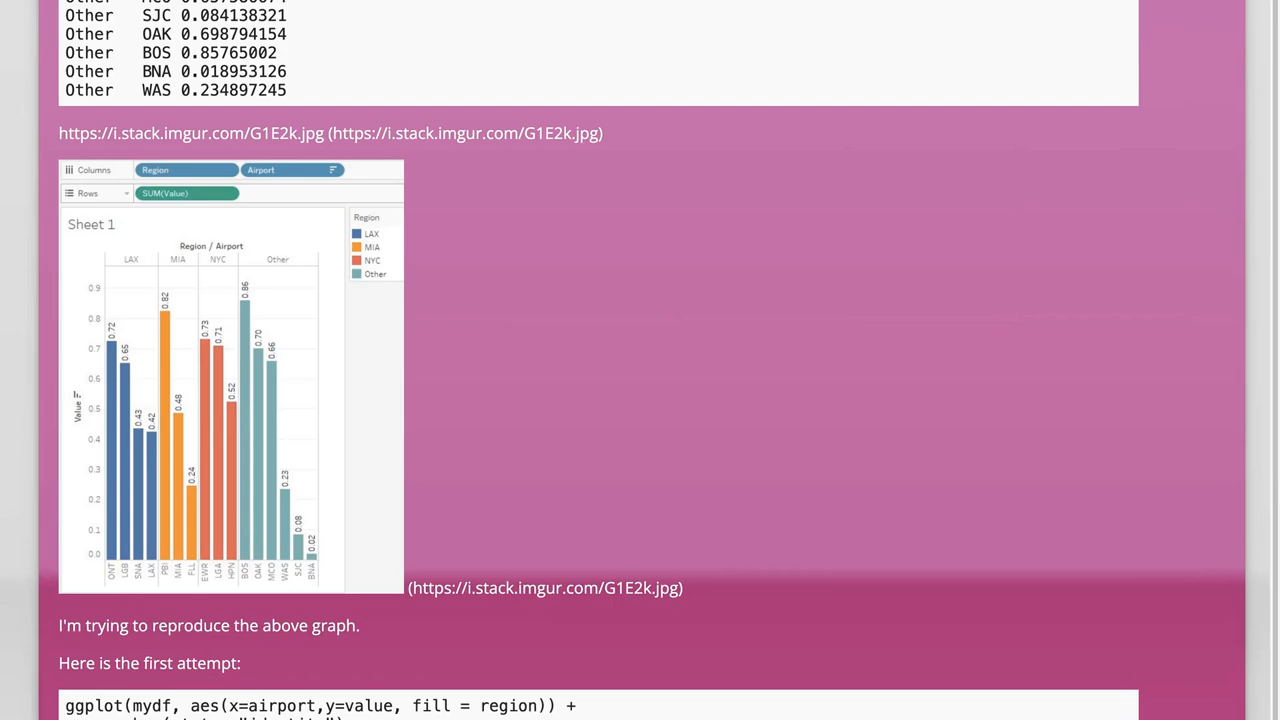 Other   SJC 0.084138321
Other   OAK 0.698794154
Other   BOS 0.85765002
Other   BNA 0.018953126
Other   WAS 0.234897245
https://i.stack.imgur.com/G1E2k.jpg (https://i.stack.imgur.com/G1E2k.jpg)
Columns Region Airport
Rows SUM(Value)
Sheet 1
Region / Airport
LAX MIA NYC Other
Value
0.9
0.8
0.7
0.6
0.5
0.4
0.3
0.2
0.1
0.0
0.72 0.65 0.43 0.42 0.82 0.48 0.24 0.73 0.71 0.52 0.86 0.70 0.66 0.23 0.08 0.02
ONT LGB SNA LAX PBI MIA FLL EWR LGA HPN BOS OAK MCO WAS SJC BNA
Region
LAX
MIA
NYC
Other
(https://i.stack.imgur.com/G1E2k.jpg)
I'm trying to reproduce the above graph.
Here is the first attempt:
ggplot(mydf, aes(x=airport,y=value, fill = region)) +